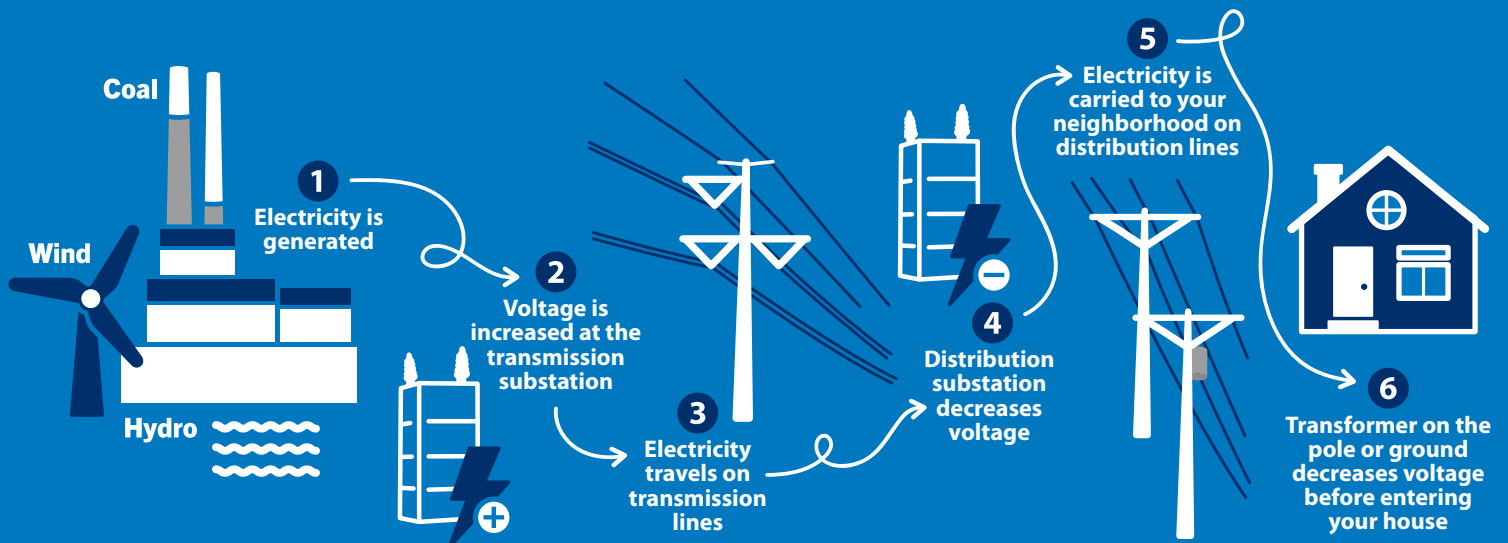 Coal
Wind
Hydro
1
Electricity is
generated
2
Voltage is
increased at the
transmission
substation
3
Electricity
travels on
transmission
lines
4
Distribution
substation
decreases
voltage
5
Electricity is
carried to your
neighborhood on
distribution lines
6
Transformer on the
pole or ground
decreases voltage
before entering
your house